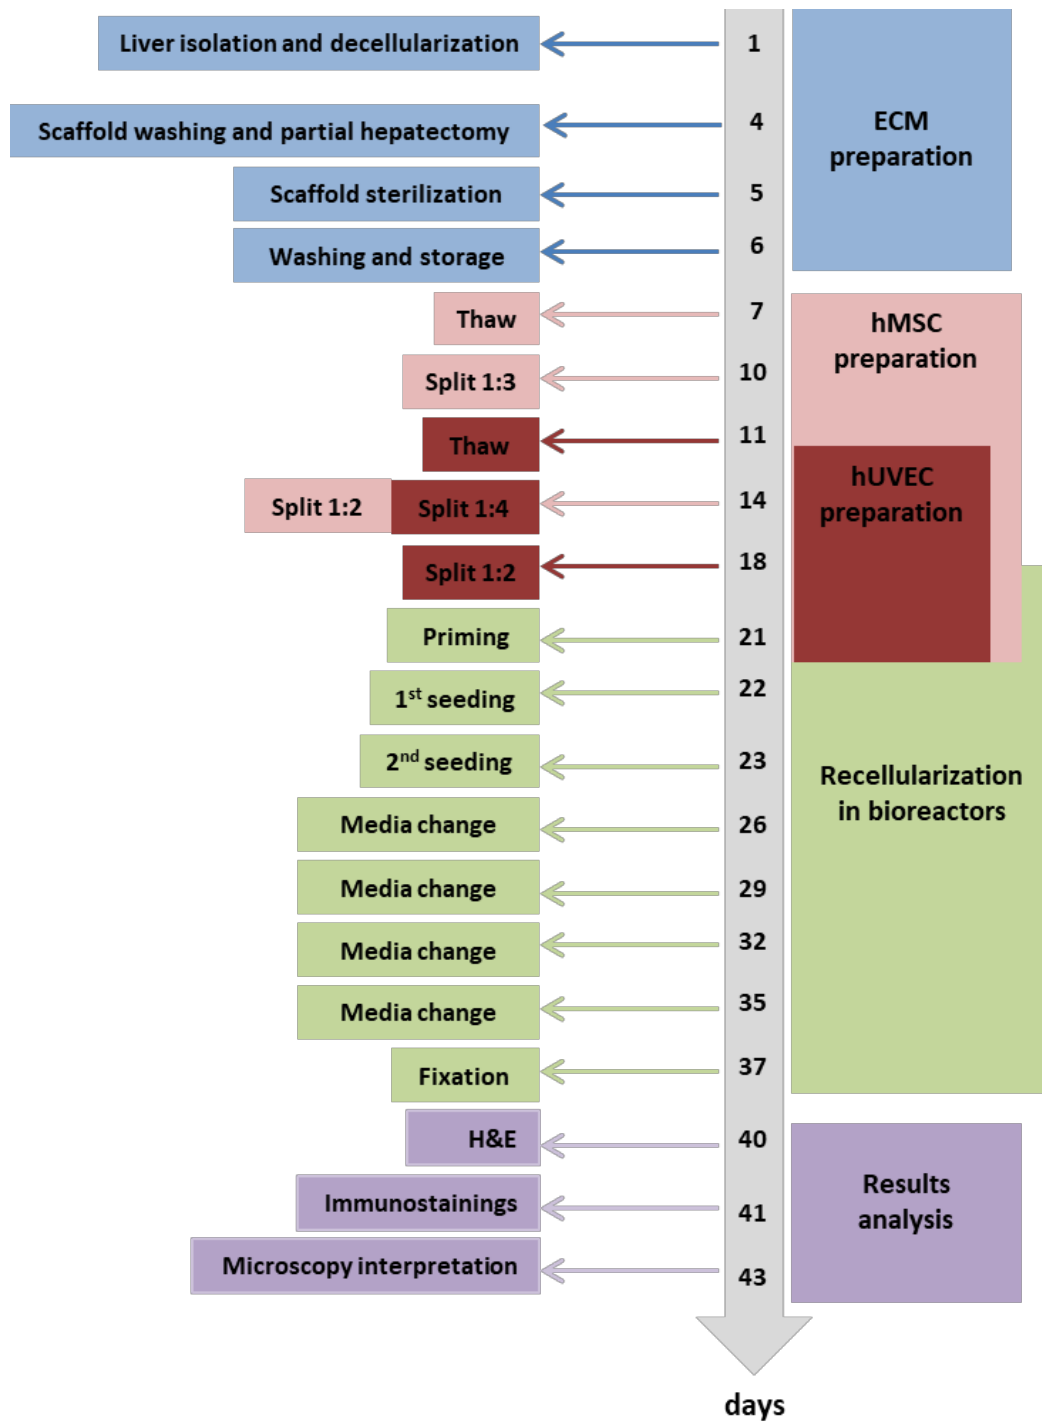 Liver isolation and decellularization
1
Scaffold washing and partial hepatectomy
4
ECM
preparation
Scaffold sterilization
5
Washing and storage
6
Thaw
7
hMSC
preparation
Split 1:3
10
Thaw
11
Split 1:2
Split 1:4
14
hUVEC
preparation
Split 1:2
18
Priming
21
1st seeding
22
2nd seeding
23
Recellularization
in bioreactors
Media change
26
Media change
29
Media change
32
Media change
35
Fixation
37
H&E
40
Immunostainings
41
Results
analysis
Microscopy interpretation
43
days